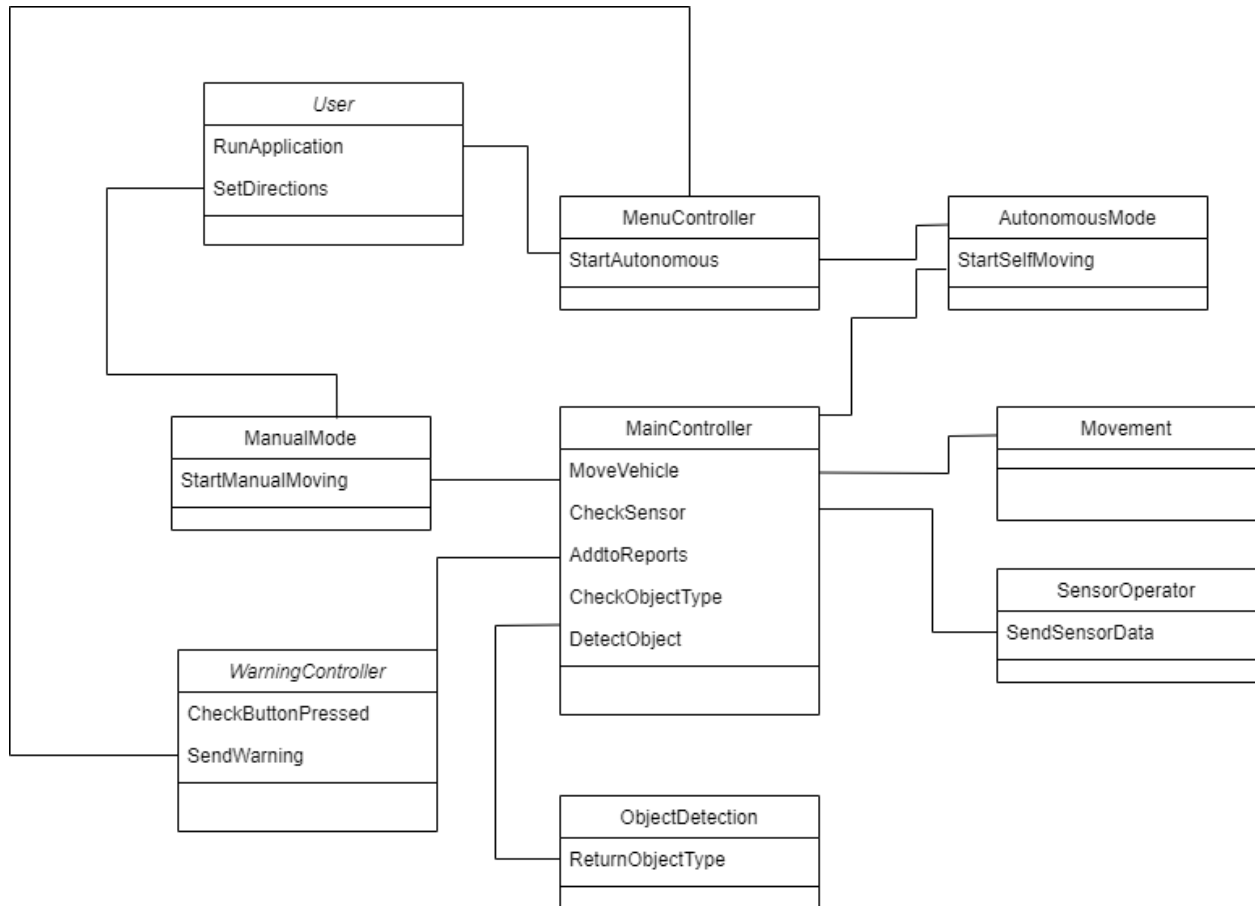 User
RunApplication
SetDirections
MenuController
StartAutonomous
AutonomousMode
StartSelfMoving
ManualMode
StartManualMoving
MainController
MoveVehicle
CheckSensor
AddtoReports
CheckObjectType
DetectObject
Movement
SensorOperator
SendSensorData
WarningController
CheckButtonPressed
SendWarning
ObjectDetection
ReturnObjectType